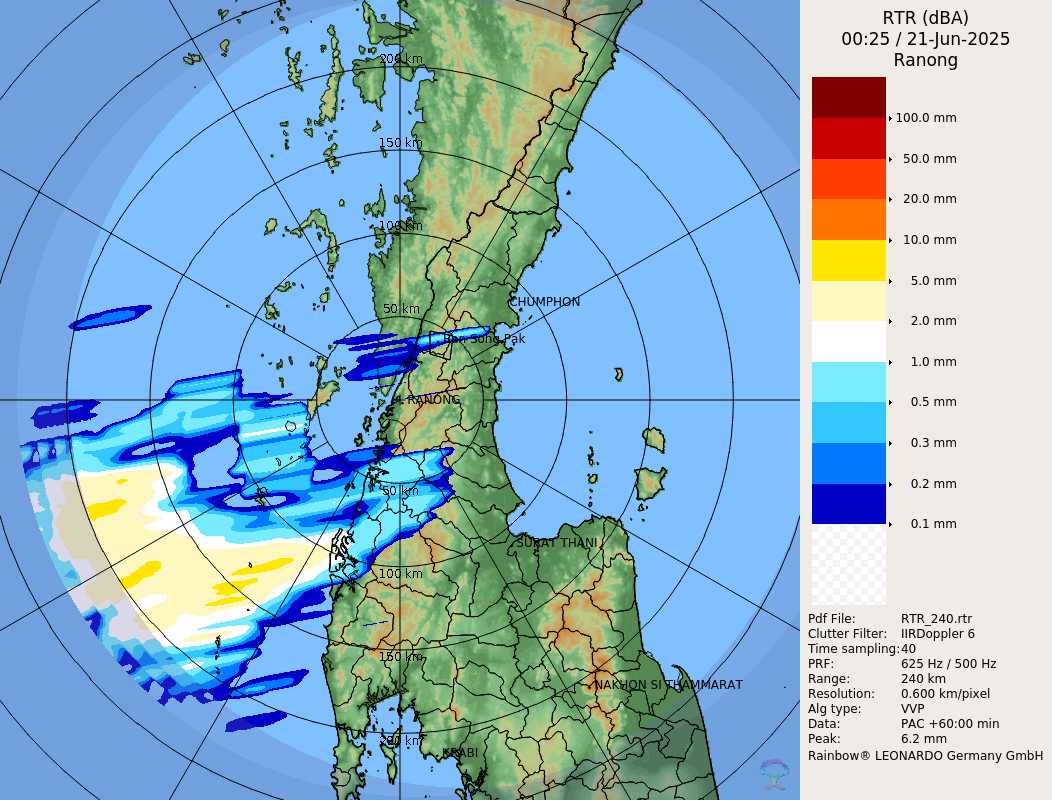 200 km
150 km
100 km
50 km
CHUMPHON
Ban Song Pak
RANONG
50 km
SURAT THANI
100 km
150 km
NAKHON SI THAMMARAT
200 km
KRABI
RTR (dBA)
00:25 / 21-Jun-2025
Ranong
100.0 mm
50.0 mm
20.0 mm
10.0 mm
5.0 mm
2.0 mm
1.0 mm
0.5 mm
0.3 mm
0.2 mm
0.1 mm
Pdf File: RTR_240.rtr
Clutter Filter: IIRDoppler 6
Time sampling:40
PRF: 625 Hz / 500 Hz
Range: 240 km
Resolution: 0.600 km/pixel
Alg type: VVP
Data: PAC +60:00 min
Peak: 6.2 mm
Rainbow® LEONARDO Germany GmbH